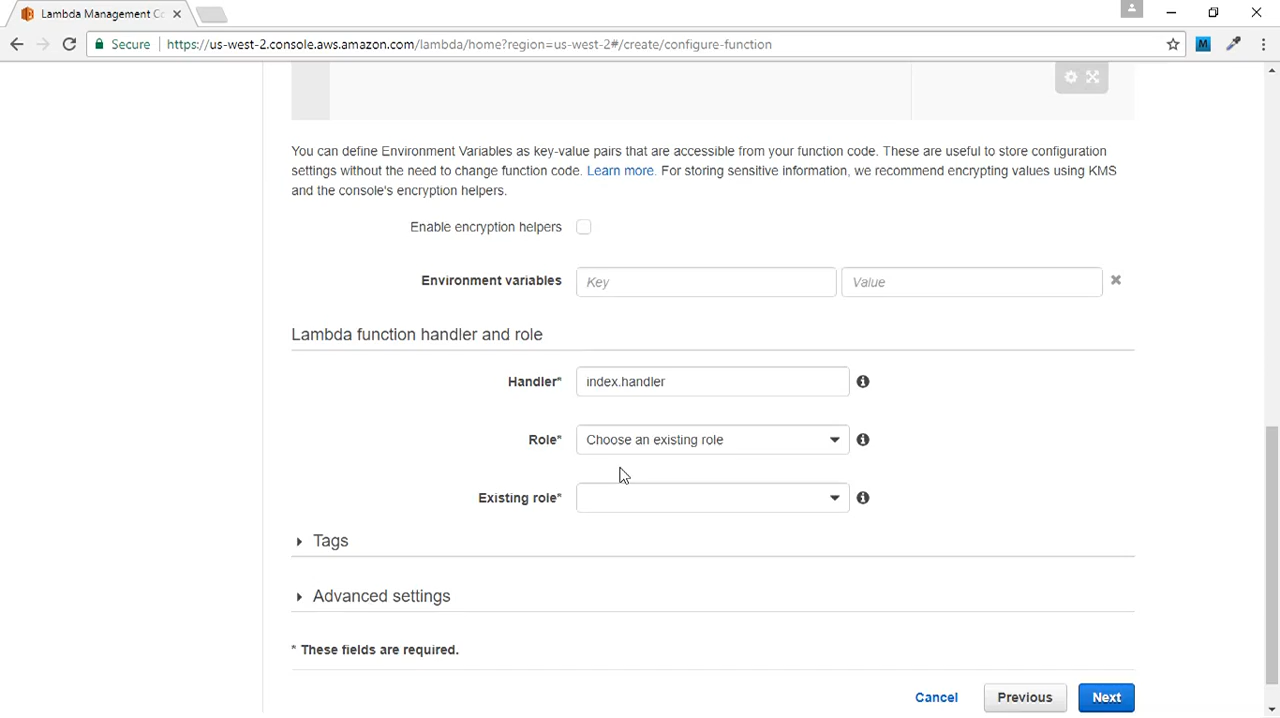 Lambda Management Co
Secure
https://us-west-2.console.aws.amazon.com/lambda/home?region=us-west-2#/create/configure-function
M
You can define Environment Variables as key-value pairs that are accessible from your function code. These are useful to store configuration
settings without the need to change function code. Learn more. For storing sensitive information, we recommend encrypting values using KMS
and the console's encryption helpers.
Enable encryption helpers
Environment variables Key Value
Lambda function handler and role
Handler* index.handler
Role* Choose an existing role
Existing role*
Tags
Advanced settings
* These fields are required.
Cancel Previous Next